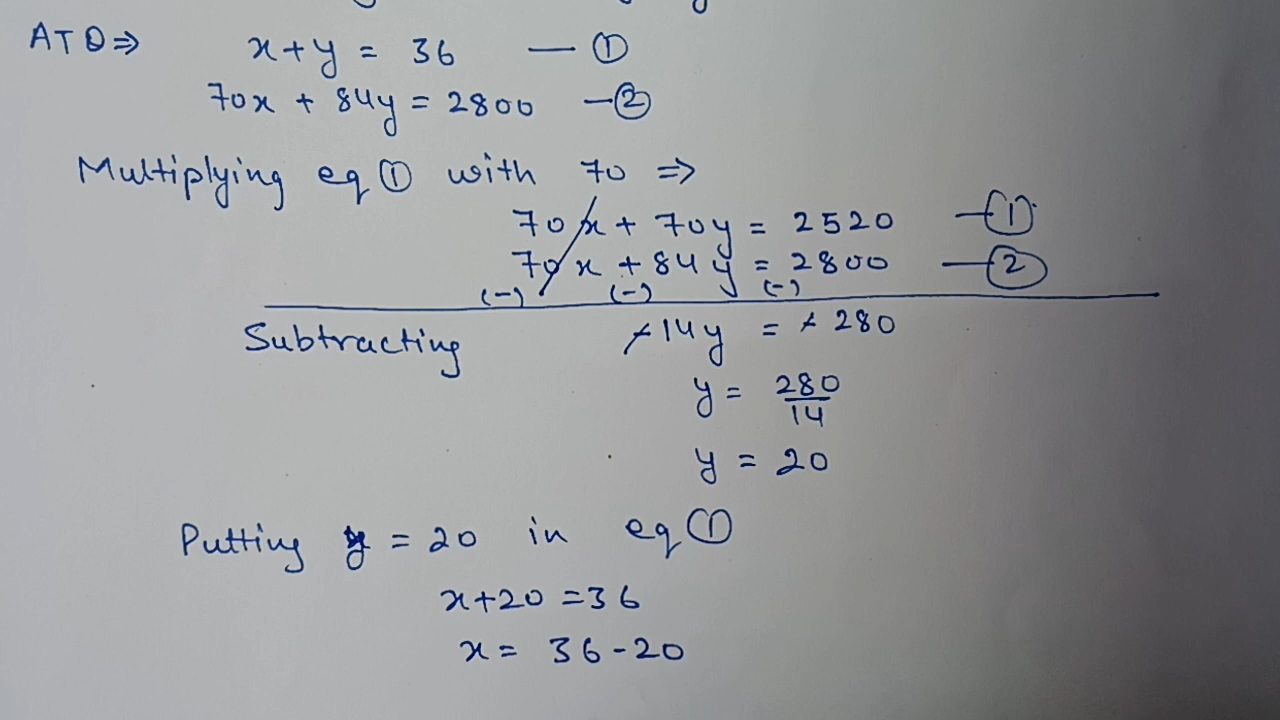 ATQ⇒ x+y = 36 — ①
70x + 84y = 2800 — ②
Multiplying eq ① with 70 ⇒
70x + 70y = 2520 — ①
70x + 84y = 2800 — ②
(-) (-) (-)
Subtracting -14y = -280
y = 280/14
y = 20
Putting y = 20 in eq ①
x+20 = 36
x = 36-20